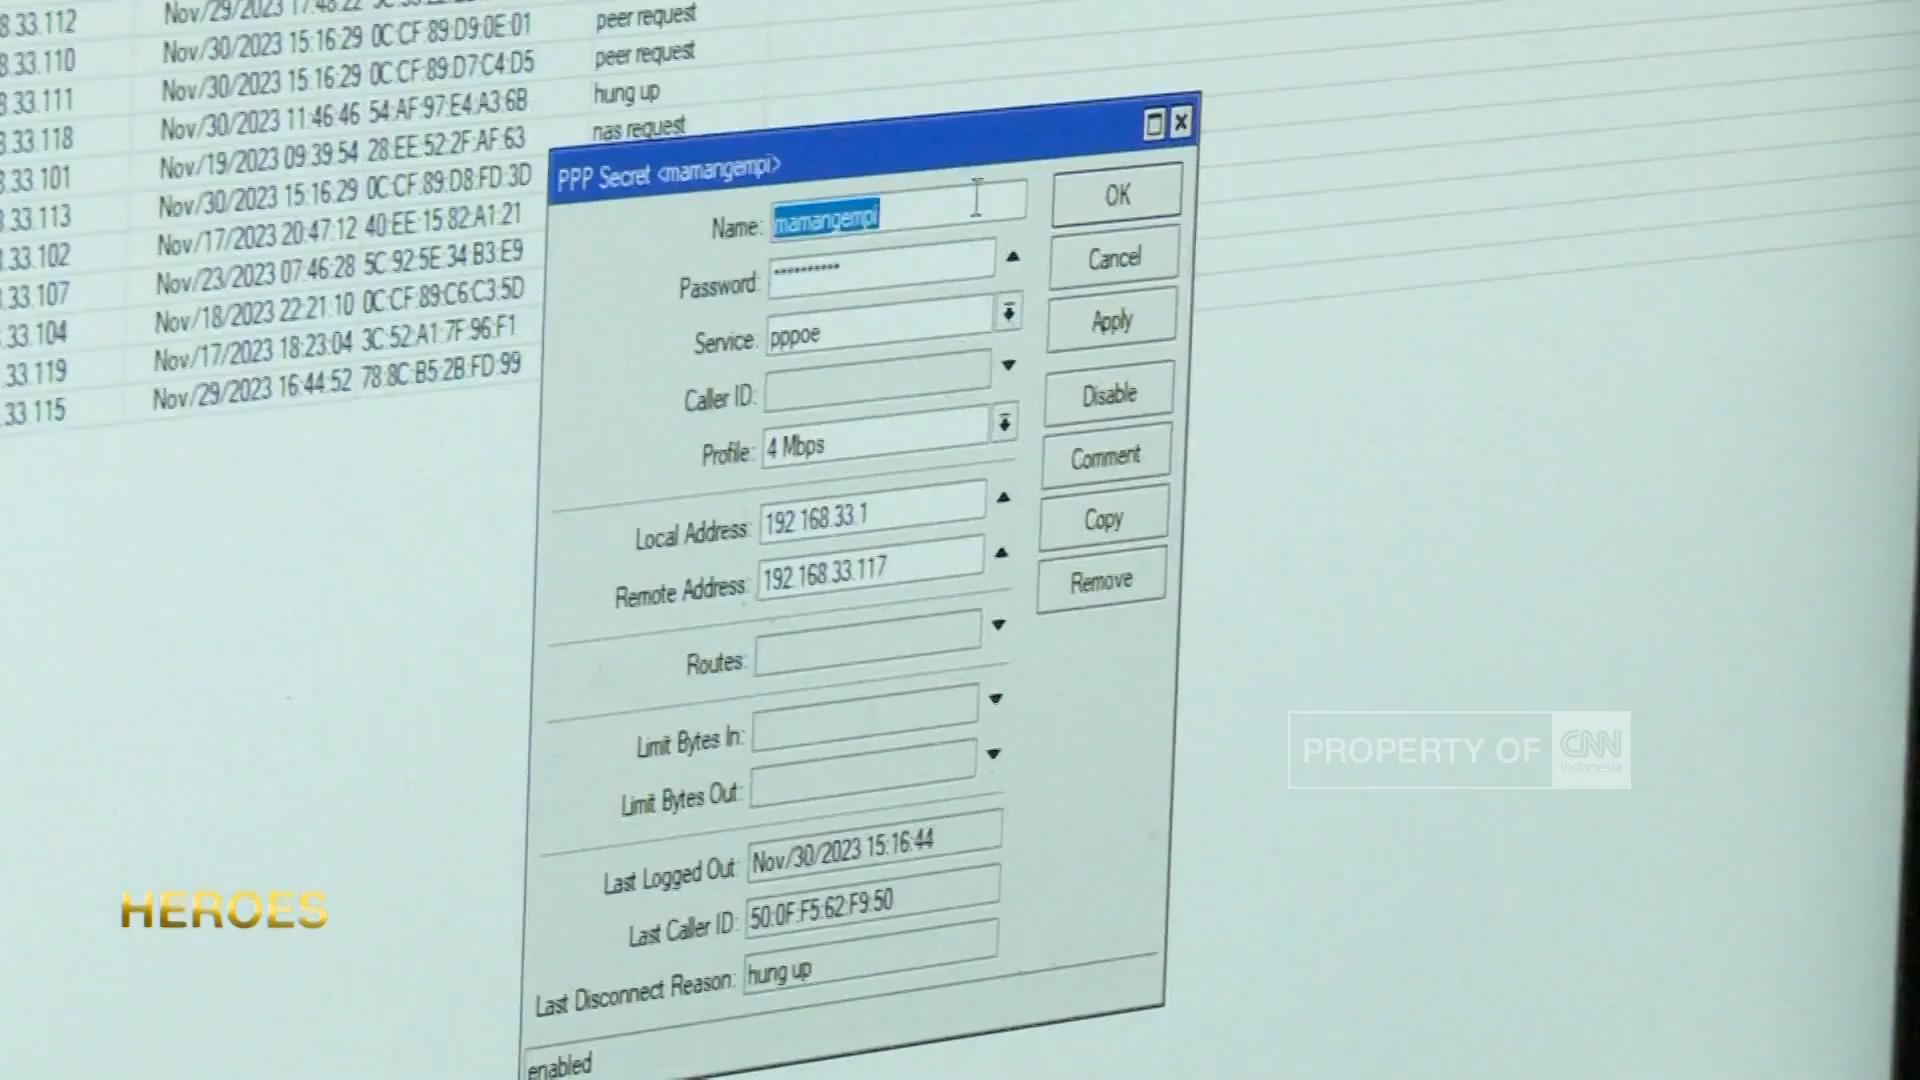 8.33.112 Nov/29/2023 17:48:22
8.33.110 Nov/30/2023 15:16:29 0C:CF:89:D9:0E:01 peer request
8.33.111 Nov/30/2023 15:16:29 0C:CF:89:D7:C4:D5 peer request
8.33.118 Nov/30/2023 11:46:46 54:AF:97:E4:A3:6B hung up
8.33.101 Nov/19/2023 09:39:54 28:EE:52:2F:AF:63 nas request
8.33.113 Nov/30/2023 15:16:29 0C:CF:89:D8:FD:3D
.33.102 Nov/17/2023 20:47:12 40:EE:15:82:A1:21
.33.107 Nov/23/2023 07:46:28 5C:92:5E:34:B3:E9
.33.104 Nov/18/2023 22:21:10 0C:CF:89:C6:C3:5D
.33.119 Nov/17/2023 18:23:04 3C:52:A1:7F:96:F1
33.115 Nov/29/2023 16:44:52 78:8C:B5:2B:FD:99
PPP Secret <mamangempi>
Name: mamangempi
Password: **********
Service: pppoe
Caller ID:
Profile: 4 Mbps
Local Address: 192.168.33.1
Remote Address: 192.168.33.117
Routes:
Limit Bytes In:
Limit Bytes Out:
Last Logged Out: Nov/30/2023 15:16:44
Last Caller ID: 50:0F:F5:62:F9:50
Last Disconnect Reason: hung up
enabled
OK
Cancel
Apply
Disable
Comment
Copy
Remove
PROPERTY OF CNN
Indonesia
HEROES